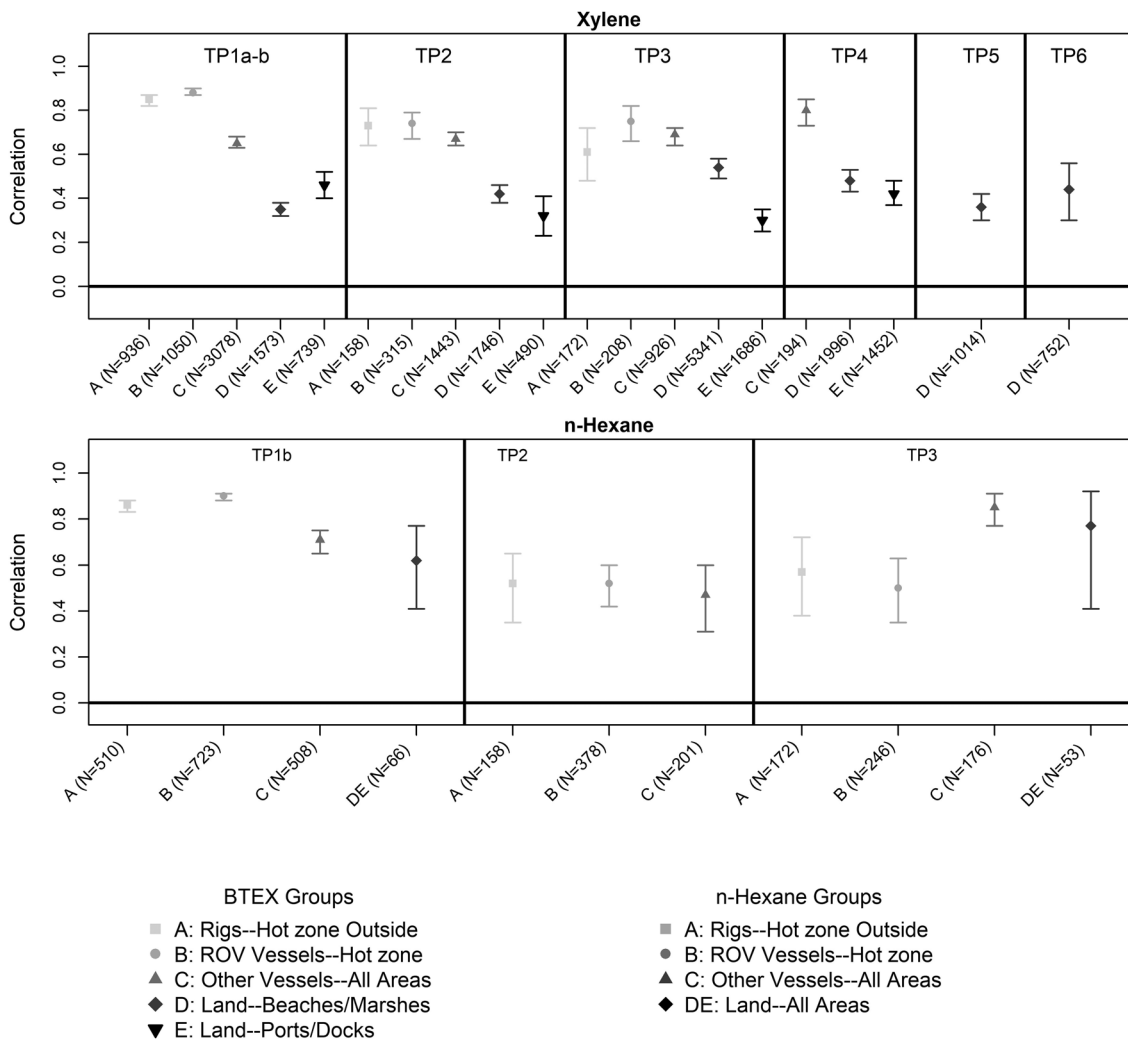 Xylene
TP1a-b TP2 TP3 TP4 TP5 TP6
Correlation
1.0
0.8
0.6
0.4
0.2
0.0
A (N=936) B (N=1050) C (N=3078) D (N=1573) E (N=739) A (N=158) B (N=315) C (N=1443) D (N=1746) E (N=490) A (N=172) B (N=208) C (N=926) D (N=5341) E (N=1686) C (N=194) D (N=1996) E (N=1452) D (N=1014) D (N=752)
n-Hexane
TP1b TP2 TP3
Correlation
1.0
0.8
0.6
0.4
0.2
0.0
A (N=510) B (N=723) C (N=508) DE (N=66) A (N=158) B (N=378) C (N=201) A (N=172) B (N=246) C (N=176) DE (N=53)
BTEX Groups
A: Rigs--Hot zone Outside
B: ROV Vessels--Hot zone
C: Other Vessels--All Areas
D: Land--Beaches/Marshes
E: Land--Ports/Docks
n-Hexane Groups
A: Rigs--Hot zone Outside
B: ROV Vessels--Hot zone
C: Other Vessels--All Areas
DE: Land--All Areas